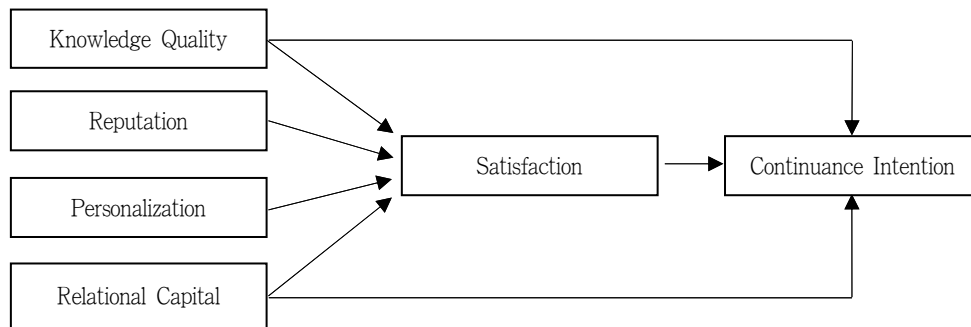 Knowledge Quality
Reputation
Personalization
Relational Capital
Satisfaction
Continuance Intention